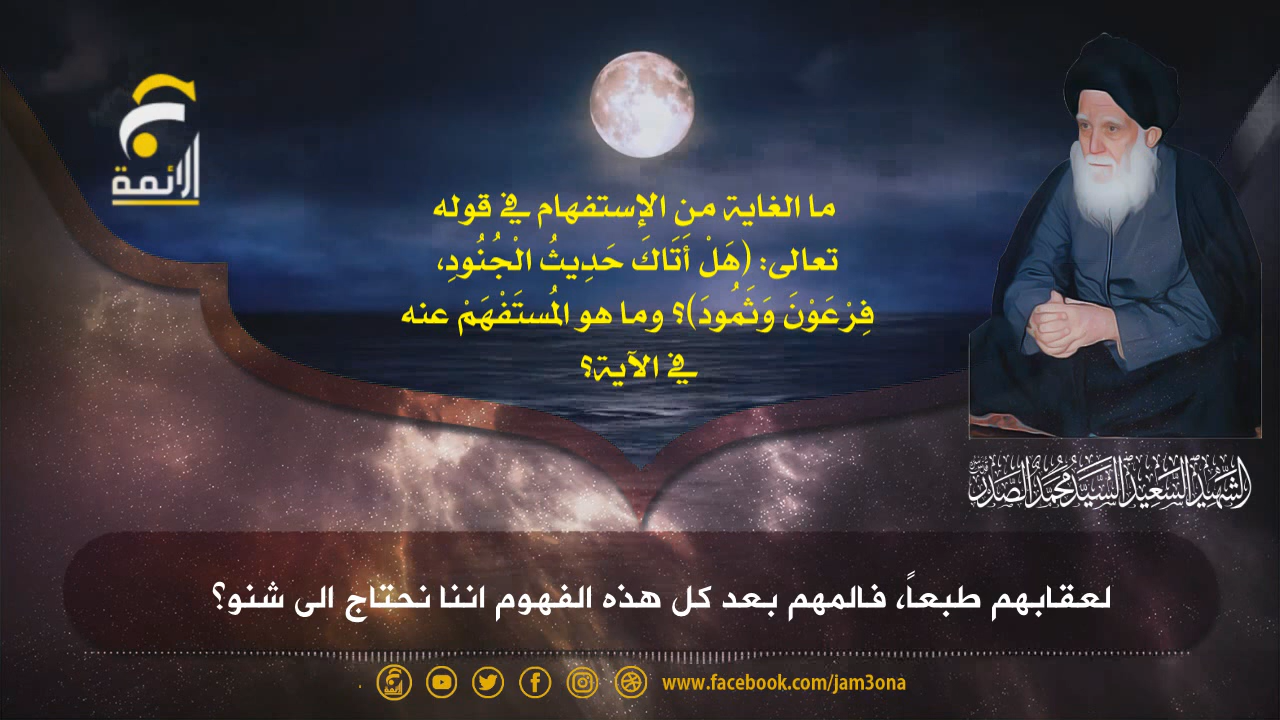 الائمة
ما الغاية من الإستفهام في قوله
تعالى: (هَلْ أَتَاكَ حَدِيثُ الْجُنُودِ،
فِرْعَوْنَ وَثَمُودَ)؟ وما هو المُستَفْهَمْ عنه
في الآية؟
الشهيد السعيد السيد محمد الصدر
لعقابهم طبعاً، فالمهم بعد كل هذه الفهوم اننا نحتاج الى شنو؟
www.facebook.com/jam3ona